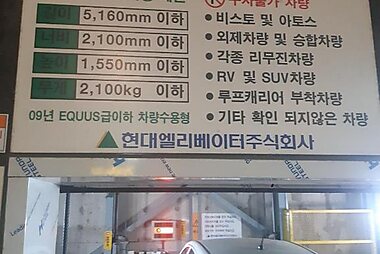 길이 5,160mm 이하
너비 2,100mm 이하
높이 1,550mm 이하
무게 2,100kg 이하
09년 EQUUS급이하 차량수용형
주차불가 차량
• 비스토 및 아토스
• 외제차량 및 승합차량
• 각종 리무진차량
• RV 및 SUV차량
• 루프캐리어 부착차량
• 기타 확인 되지않은 차량
현대엘리베이터주식회사